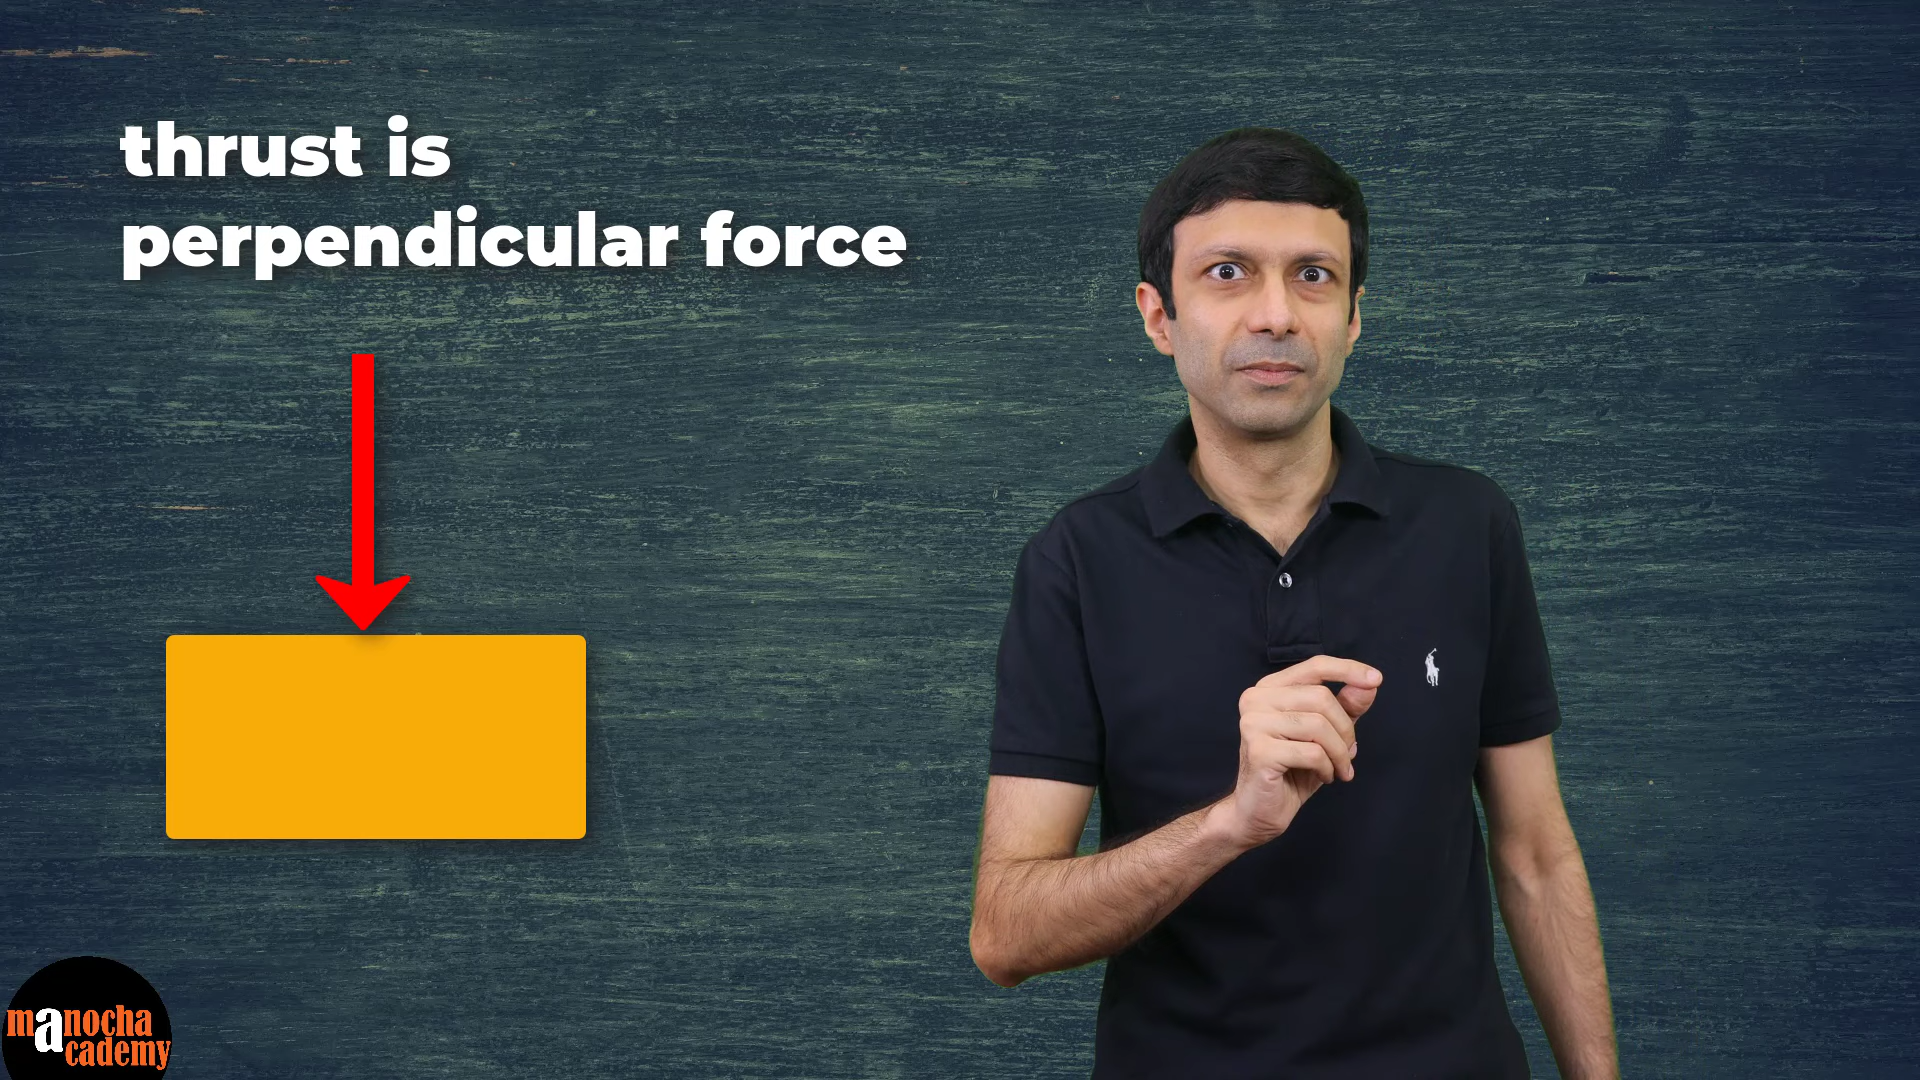 thrust is
perpendicular force
manocha
academy